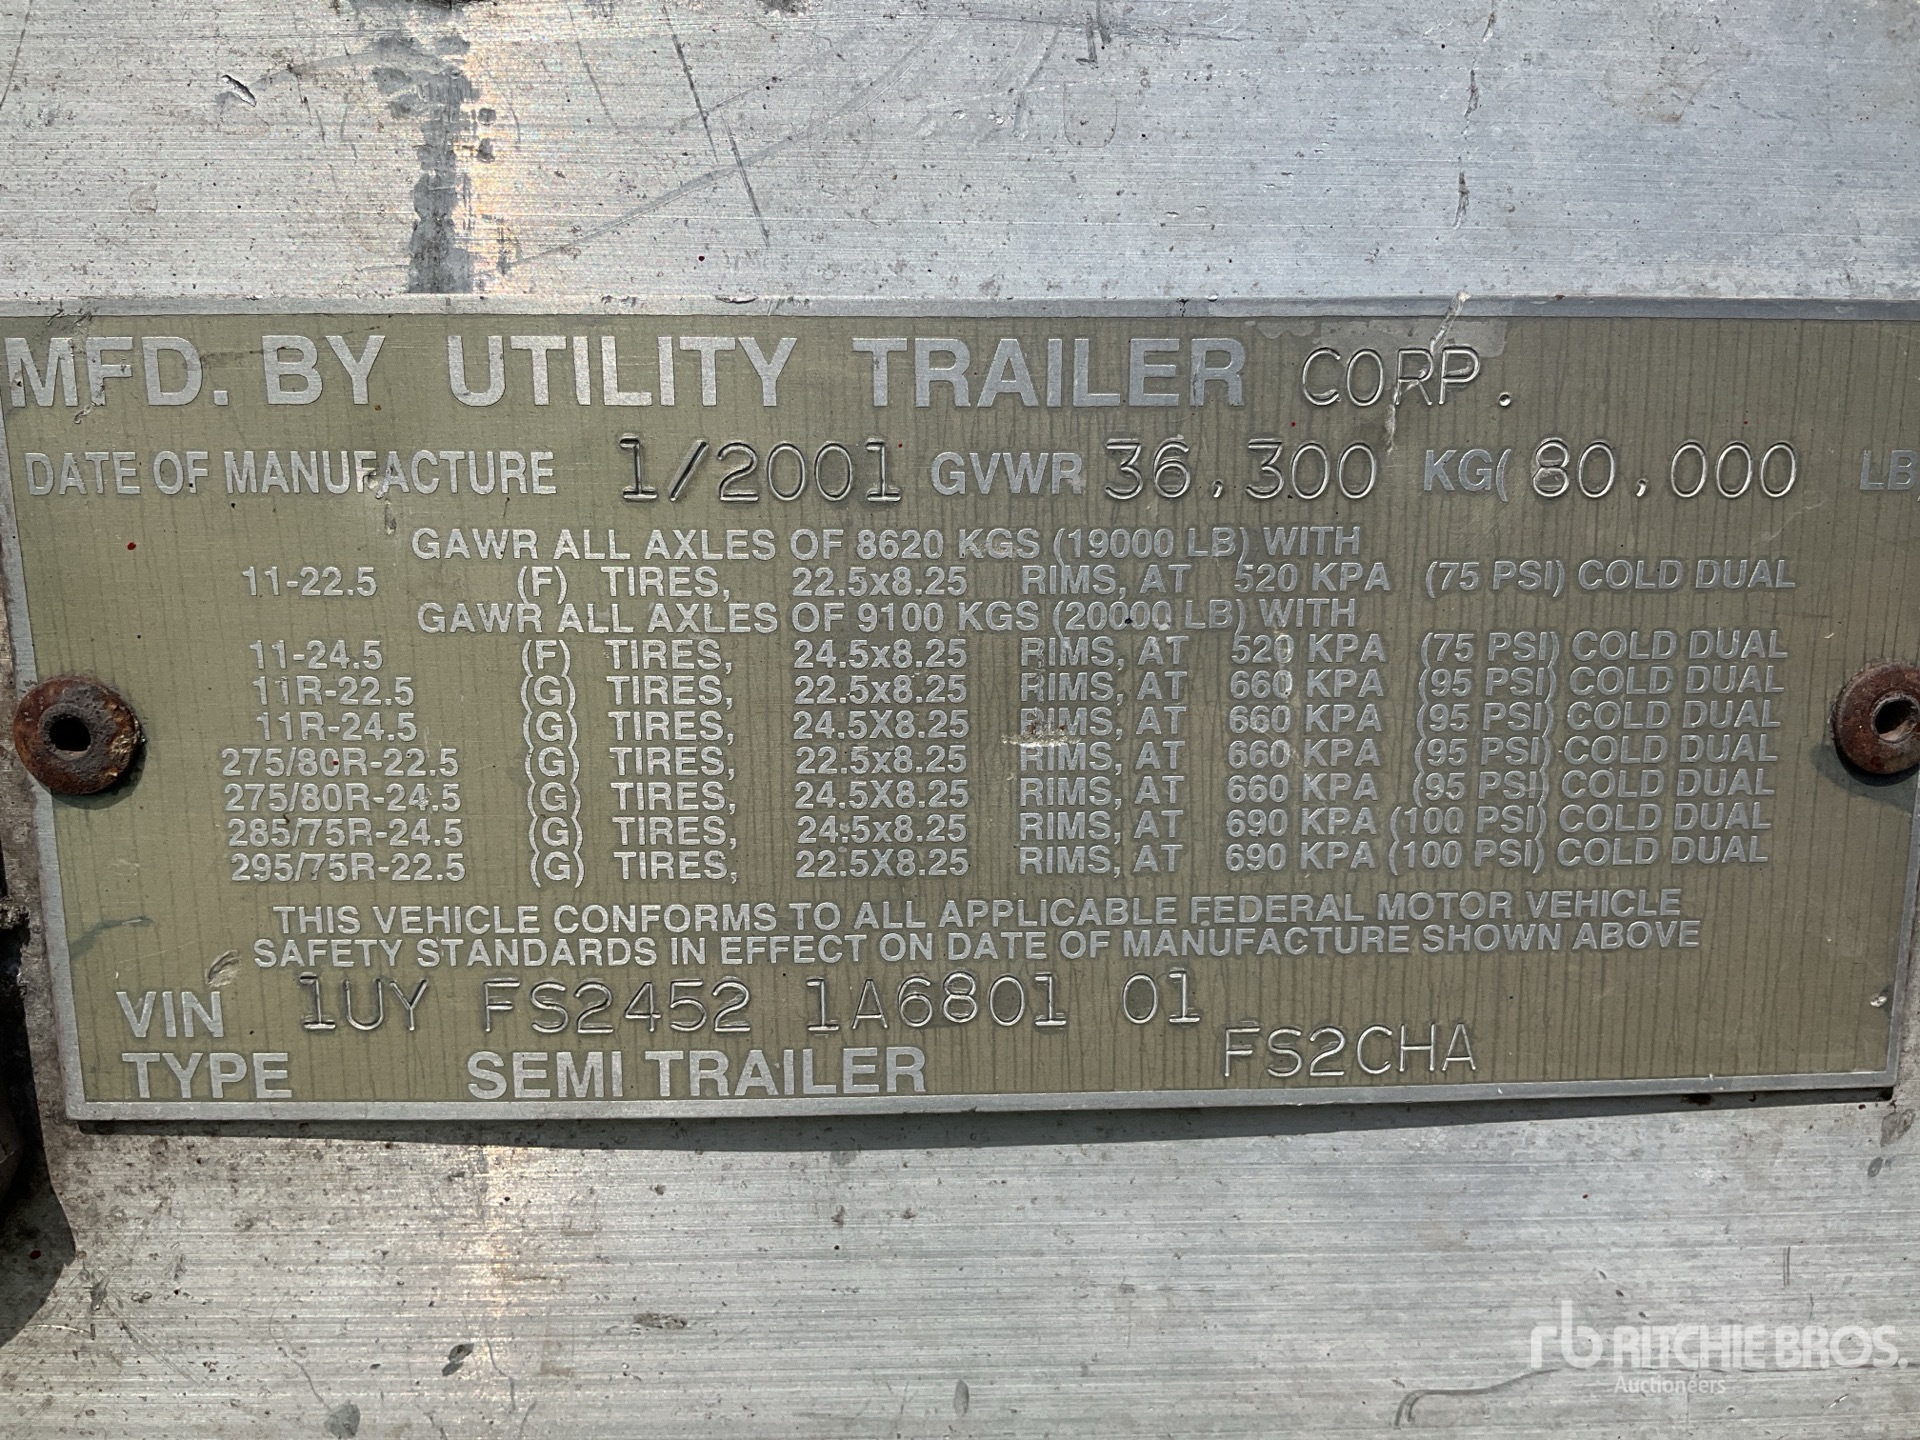 MFD. BY UTILITY TRAILER CORP.
DATE OF MANUFACTURE 1/2001 GVWR 36,300 KG( 80,000 LB)
GAWR ALL AXLES OF 8620 KGS (19000 LB) WITH
11-22.5 (F) TIRES, 22.5x8.25 RIMS, AT 520 KPA (75 PSI) COLD DUAL
GAWR ALL AXLES OF 9100 KGS (20000 LB) WITH
11-24.5 (F) TIRES, 24.5x8.25 RIMS, AT 520 KPA (75 PSI) COLD DUAL
11R-22.5 (G) TIRES, 22.5x8.25 RIMS, AT 660 KPA (95 PSI) COLD DUAL
11R-24.5 (G) TIRES, 24.5X8.25 RIMS, AT 660 KPA (95 PSI) COLD DUAL
275/80R-22.5 (G) TIRES, 22.5x8.25 RIMS, AT 660 KPA (95 PSI) COLD DUAL
275/80R-24.5 (G) TIRES, 24.5X8.25 RIMS, AT 660 KPA (95 PSI) COLD DUAL
285/75R-24.5 (G) TIRES, 24.5x8.25 RIMS, AT 690 KPA (100 PSI) COLD DUAL
295/75R-22.5 (G) TIRES, 22.5X8.25 RIMS, AT 690 KPA (100 PSI) COLD DUAL
THIS VEHICLE CONFORMS TO ALL APPLICABLE FEDERAL MOTOR VEHICLE
SAFETY STANDARDS IN EFFECT ON DATE OF MANUFACTURE SHOWN ABOVE
VIN 1UY FS2452 1A6801 01
TYPE SEMI TRAILER FS2CHA
rb RITCHIE BROS.
Auctioneers